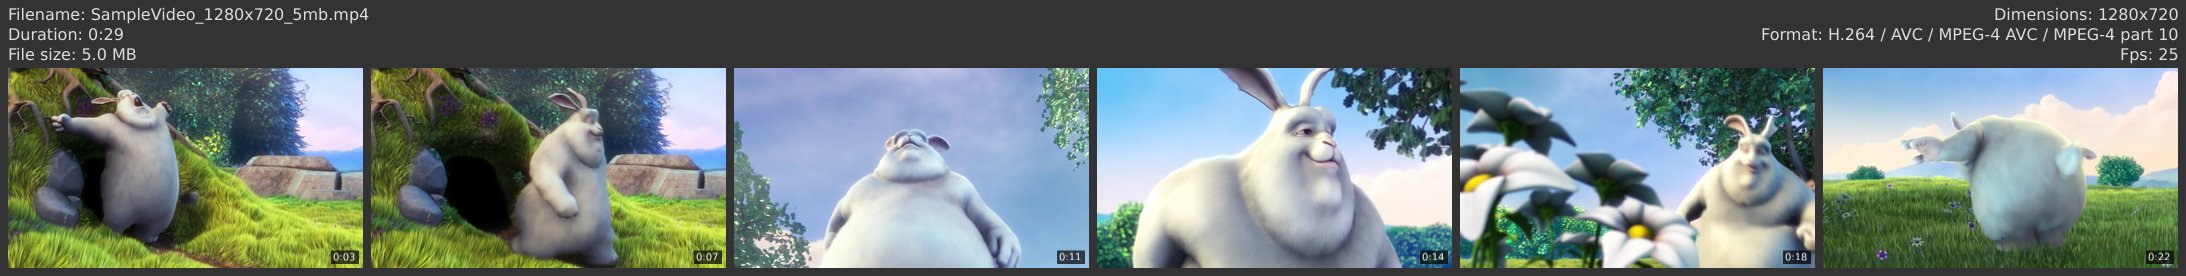 Filename: SampleVideo_1280x720_5mb.mp4
Duration: 0:29
File size: 5.0 MB
Dimensions: 1280x720
Format: H.264 / AVC / MPEG-4 AVC / MPEG-4 part 10
Fps: 25
0:03
0:07
0:11
0:14
0:18
0:22